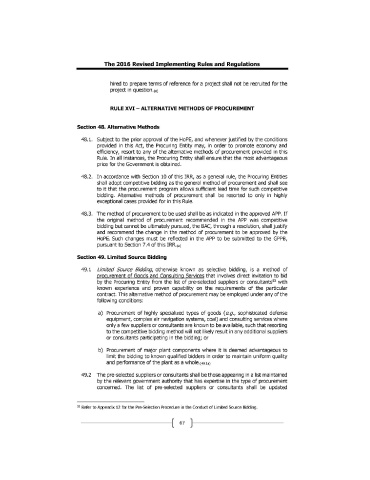 The 2016 Revised Implementing Rules and Regulations
hired to prepare terms of reference for a project shall not be recruited for the
project in question.(a)
RULE XVI – ALTERNATIVE METHODS OF PROCUREMENT
Section 48. Alternative Methods
48.1. Subject to the prior approval of the HoPE, and whenever justified by the conditions
provided in this Act, the Procuring Entity may, in order to promote economy and
efficiency, resort to any of the alternative methods of procurement provided in this
Rule. In all instances, the Procuring Entity shall ensure that the most advantageous
price for the Government is obtained.
48.2. In accordance with Section 10 of this IRR, as a general rule, the Procuring Entities
shall adopt competitive bidding as the general method of procurement and shall see
to it that the procurement program allows sufficient lead time for such competitive
bidding. Alternative methods of procurement shall be resorted to only in highly
exceptional cases provided for in this Rule.
48.3. The method of procurement to be used shall be as indicated in the approved APP. If
the original method of procurement recommended in the APP was competitive
bidding but cannot be ultimately pursued, the BAC, through a resolution, shall justify
and recommend the change in the method of procurement to be approved by the
HoPE. Such changes must be reflected in the APP to be submitted to the GPPB,
pursuant to Section 7.4 of this IRR.
Section 49. Limited Source Bidding
49.1 Limited Source Bidding, otherwise known as selective bidding, is a method of
procurement of Goods and Consulting Services that involves direct invitation to bid
by the Procuring Entity from the list of pre-selected suppliers or consultants with
known experience and proven capability on the requirements of the particular
contract. This alternative method of procurement may be employed under any of the
following conditions:
a) Procurement of highly specialized types of goods (e.g., sophisticated defense
equipment, complex air navigation systems, coal) and consulting services where
only a few suppliers or consultants are known to be available, such that resorting
to the competitive bidding method will not likely result in any additional suppliers
or consultants participating in the bidding; or
b) Procurement of major plant components where it is deemed advantageous to
limit the bidding to known qualified bidders in order to maintain uniform quality
and performance of the plant as a whole.
49.2 The pre-selected suppliers or consultants shall be those appearing in a list maintained
by the relevant government authority that has expertise in the type of procurement
concerned. The list of pre-selected suppliers or consultants shall be updated
Refer to Appendix 17 for the Pre-Selection Procedure in the Conduct of Limited Source Bidding.
67